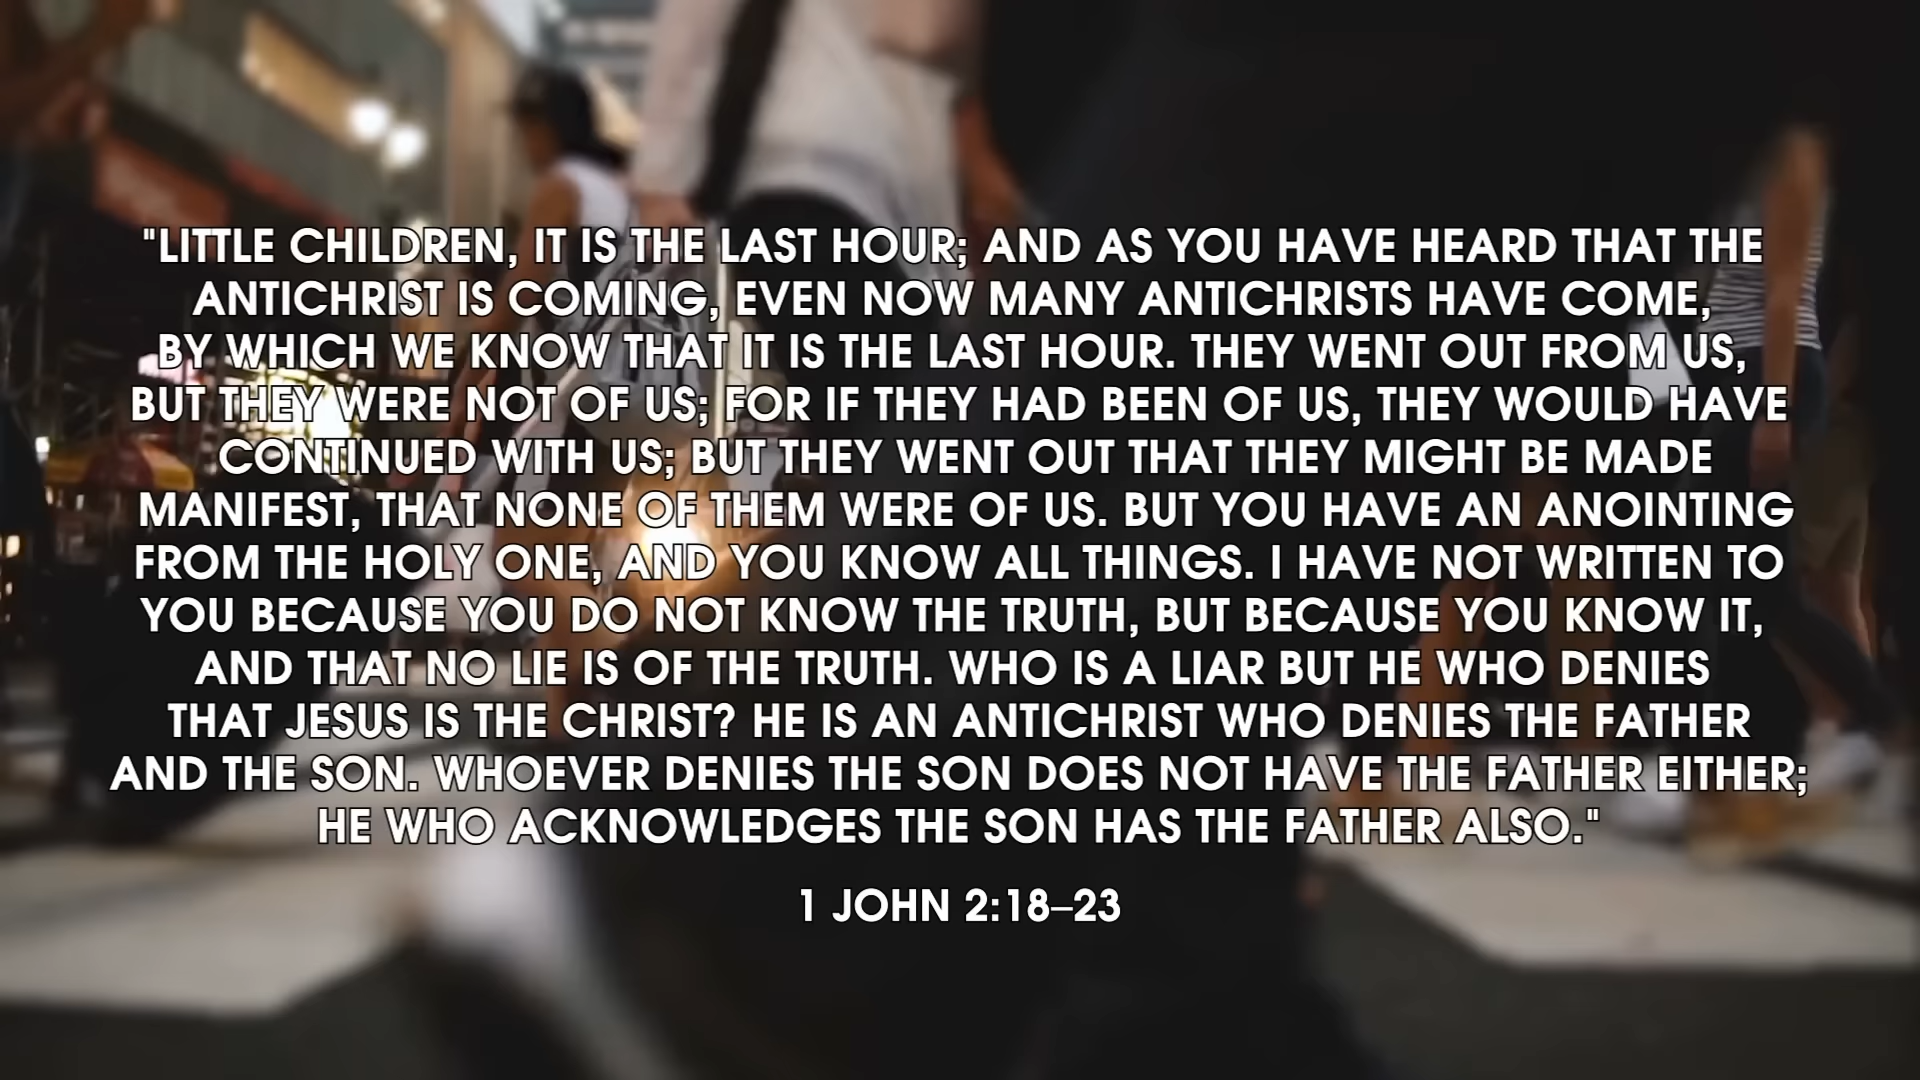 "LITTLE CHILDREN, IT IS THE LAST HOUR; AND AS YOU HAVE HEARD THAT THE
ANTICHRIST IS COMING, EVEN NOW MANY ANTICHRISTS HAVE COME,
BY WHICH WE KNOW THAT IT IS THE LAST HOUR. THEY WENT OUT FROM US,
BUT THEY WERE NOT OF US; FOR IF THEY HAD BEEN OF US, THEY WOULD HAVE
CONTINUED WITH US; BUT THEY WENT OUT THAT THEY MIGHT BE MADE
MANIFEST, THAT NONE OF THEM WERE OF US. BUT YOU HAVE AN ANOINTING
FROM THE HOLY ONE, AND YOU KNOW ALL THINGS. I HAVE NOT WRITTEN TO
YOU BECAUSE YOU DO NOT KNOW THE TRUTH, BUT BECAUSE YOU KNOW IT,
AND THAT NO LIE IS OF THE TRUTH. WHO IS A LIAR BUT HE WHO DENIES
THAT JESUS IS THE CHRIST? HE IS AN ANTICHRIST WHO DENIES THE FATHER
AND THE SON. WHOEVER DENIES THE SON DOES NOT HAVE THE FATHER EITHER;
HE WHO ACKNOWLEDGES THE SON HAS THE FATHER ALSO."
1 JOHN 2:18–23